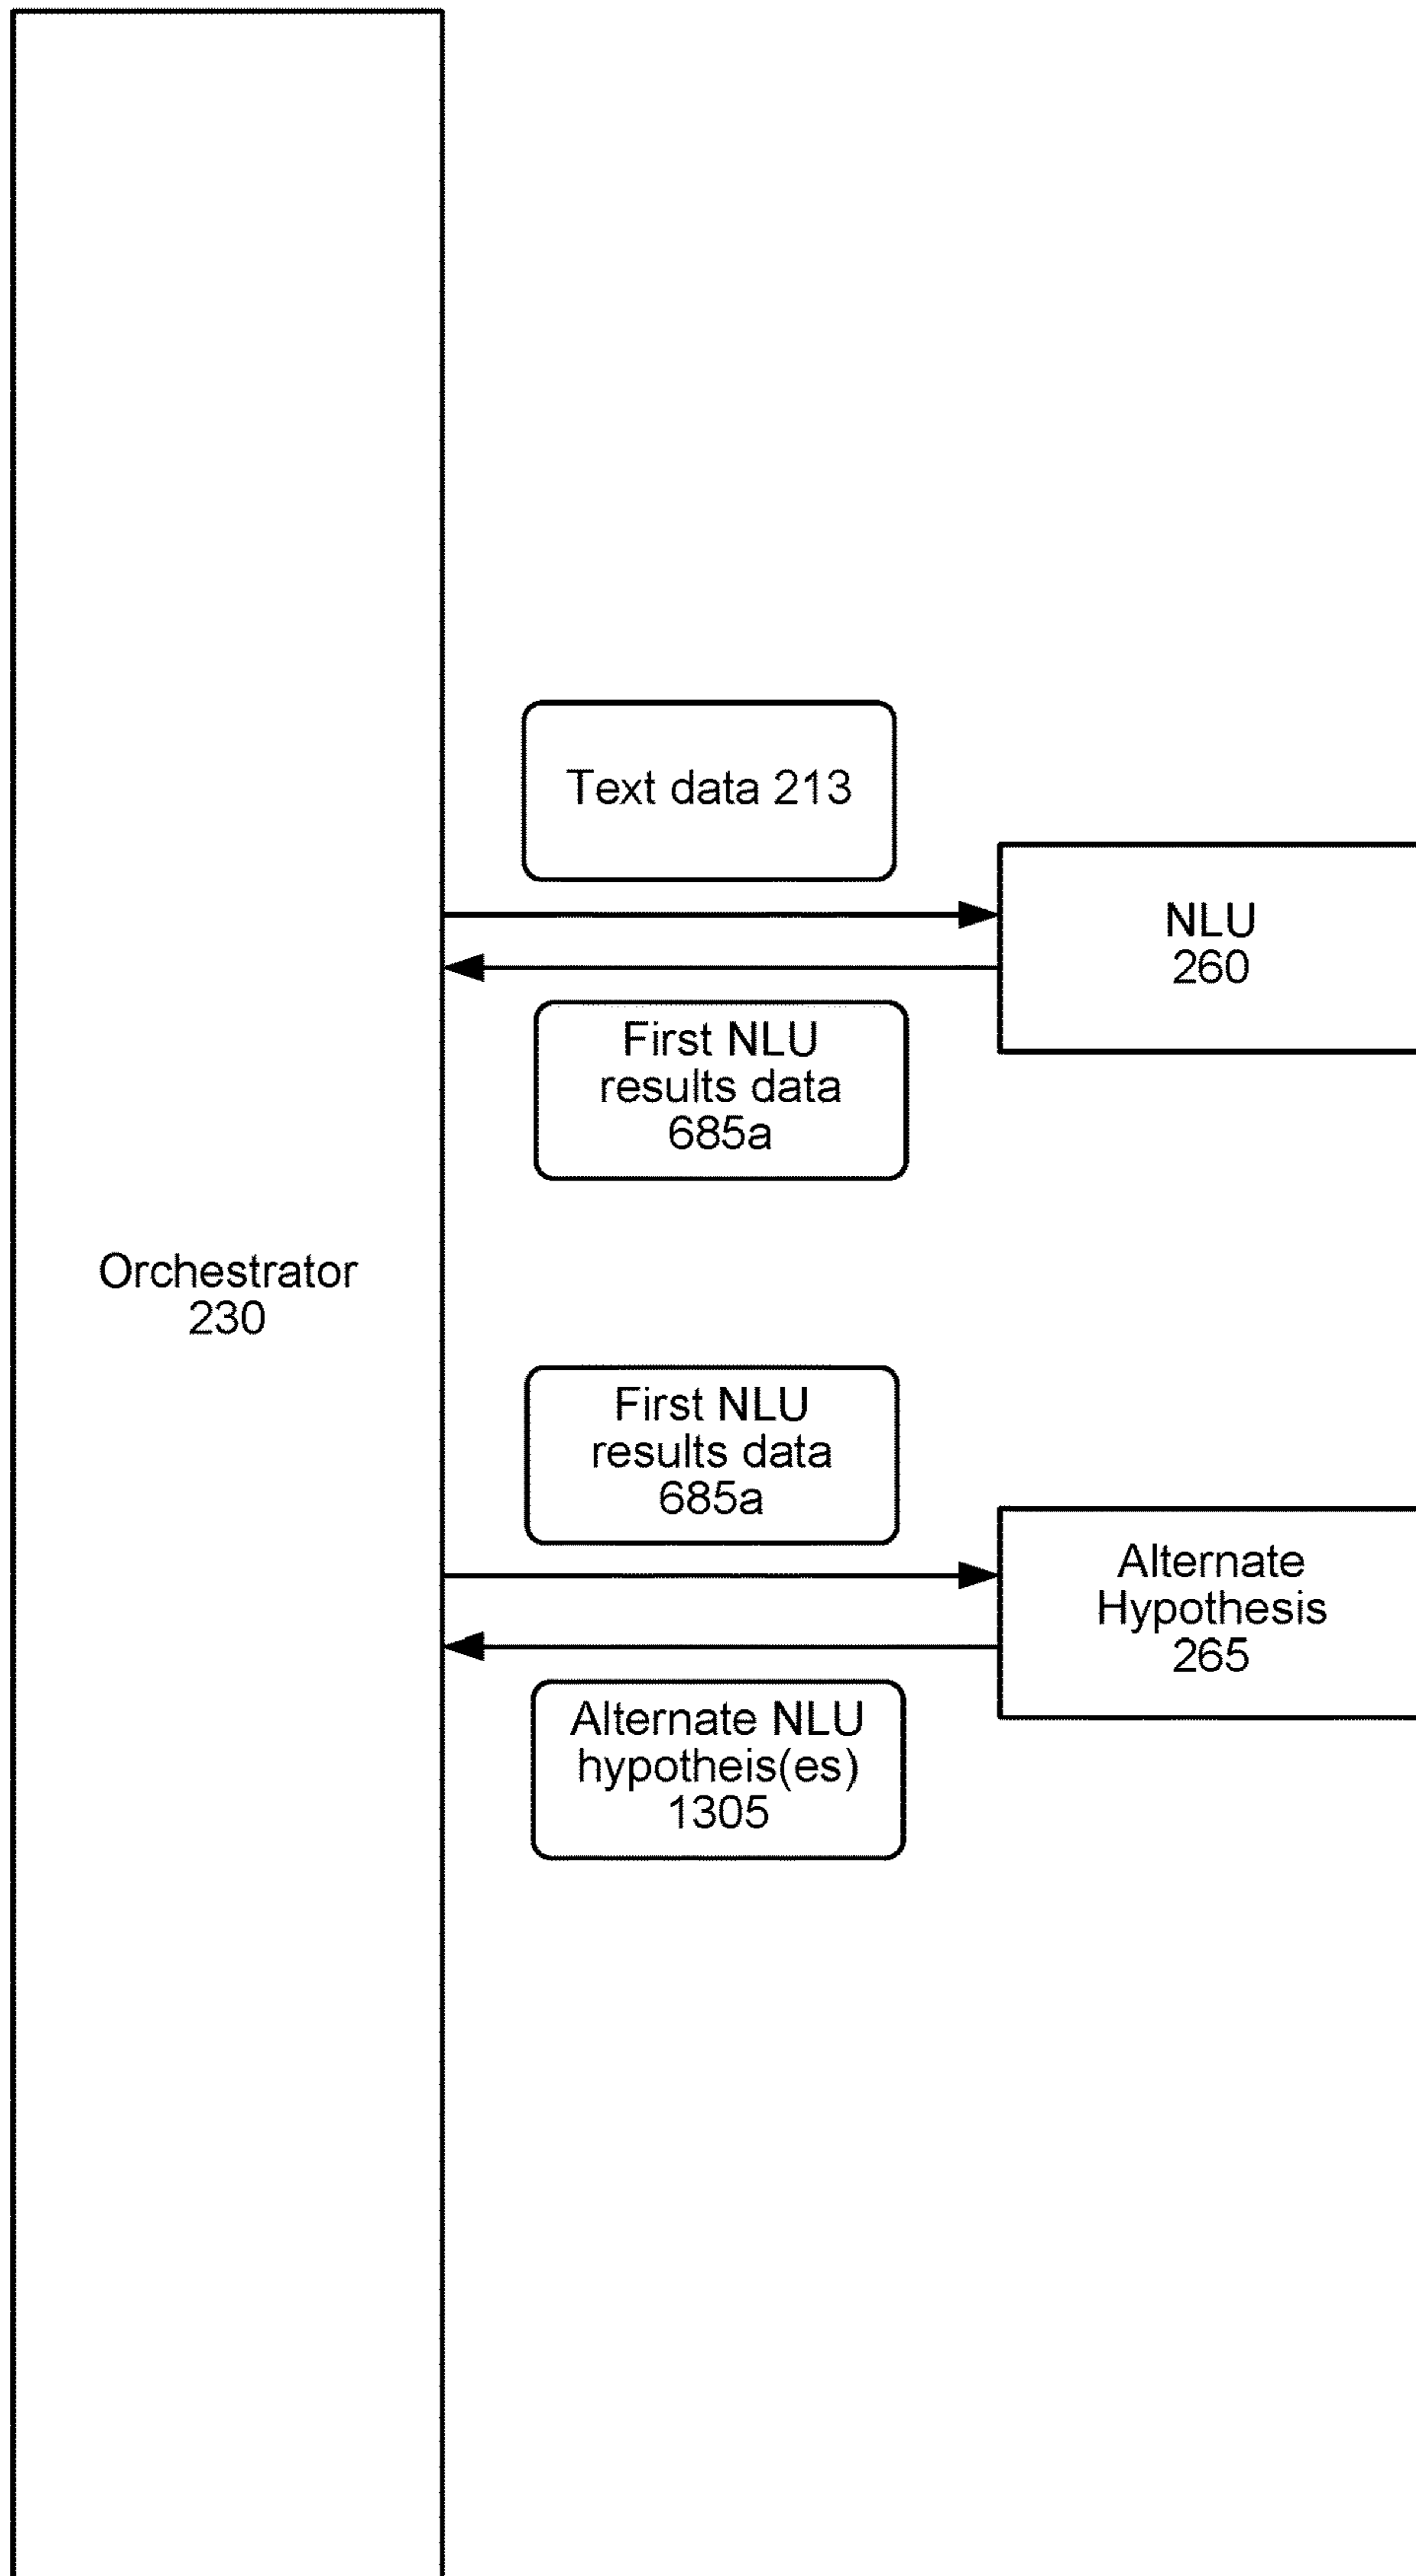 Text data 213
NLU
260
First NLU
results data
685a
Orchestrator
230
First NLU
results data
685a
Alternate
Hypothesis
265
Alternate NLU
hypotheis(es)
1305